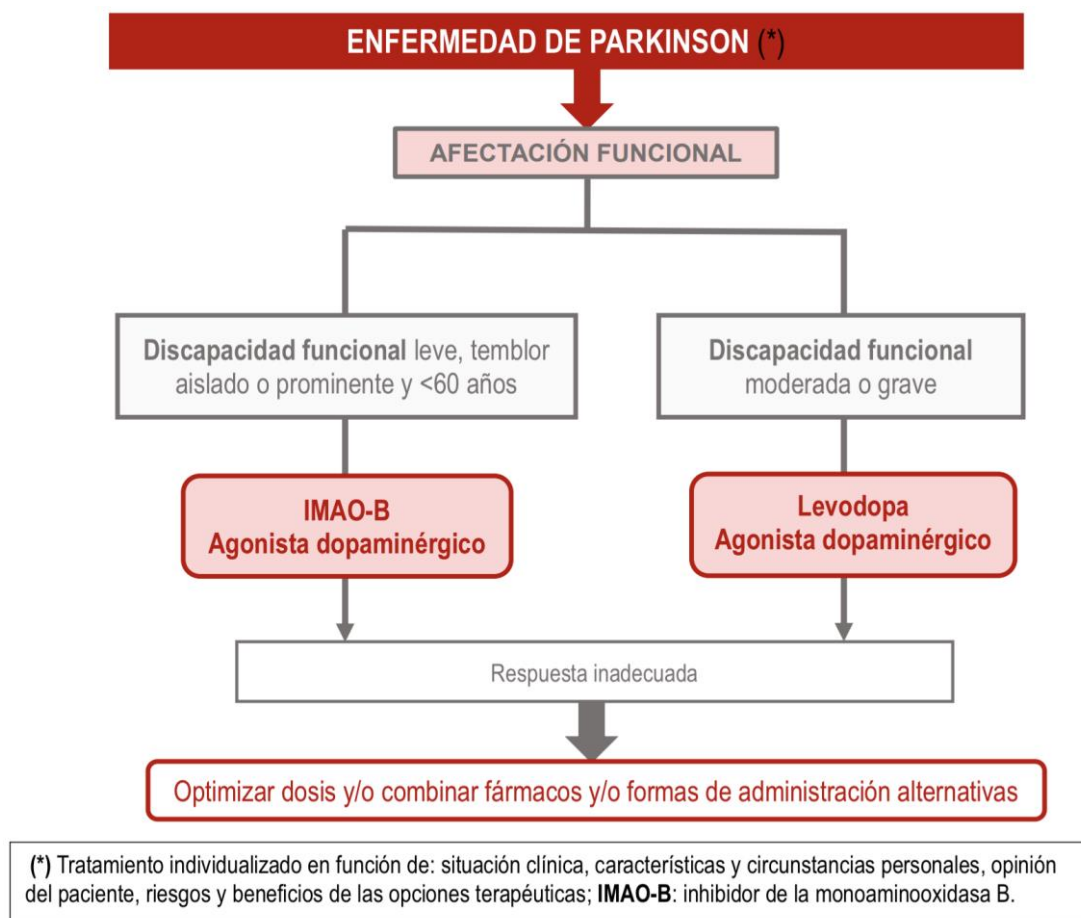 ENFERMEDAD DE PARKINSON (*)
AFECTACIÓN FUNCIONAL
Discapacidad funcional leve, temblor
aislado o prominente y <60 años
Discapacidad funcional
moderada o grave
IMAO-B
Agonista dopaminérgico
Levodopa
Agonista dopaminérgico
Respuesta inadecuada
Optimizar dosis y/o combinar fármacos y/o formas de administración alternativas
(*) Tratamiento individualizado en función de: situación clínica, características y circunstancias personales, opinión
del paciente, riesgos y beneficios de las opciones terapéuticas; IMAO-B: inhibidor de la monoaminooxidasa B.